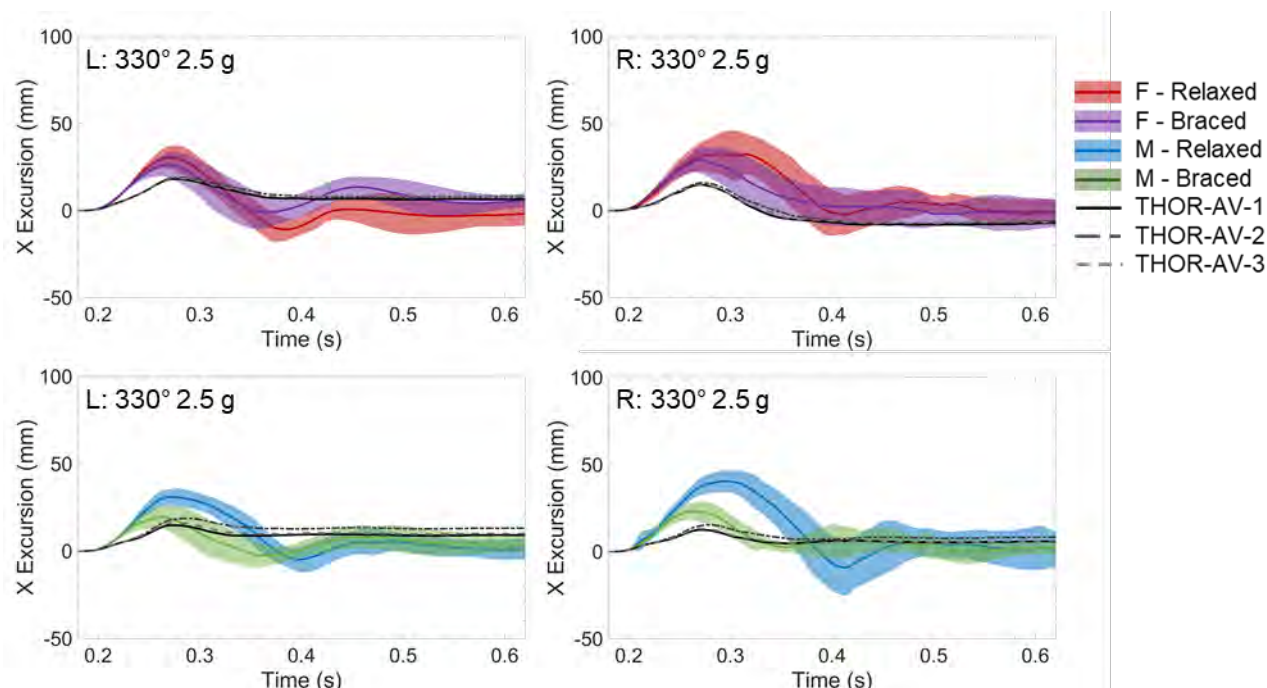 L: 330° 2.5 g
100
50
0
-50
X Excursion (mm)
0.2 0.3 0.4 0.5 0.6
Time (s)
R: 330° 2.5 g
100
50
0
-50
X Excursion (mm)
0.2 0.3 0.4 0.5 0.6
Time (s)
F - Relaxed
F - Braced
M - Relaxed
M - Braced
THOR-AV-1
THOR-AV-2
THOR-AV-3
L: 330° 2.5 g
100
50
0
-50
X Excursion (mm)
0.2 0.3 0.4 0.5 0.6
Time (s)
R: 330° 2.5 g
100
50
0
-50
X Excursion (mm)
0.2 0.3 0.4 0.5 0.6
Time (s)